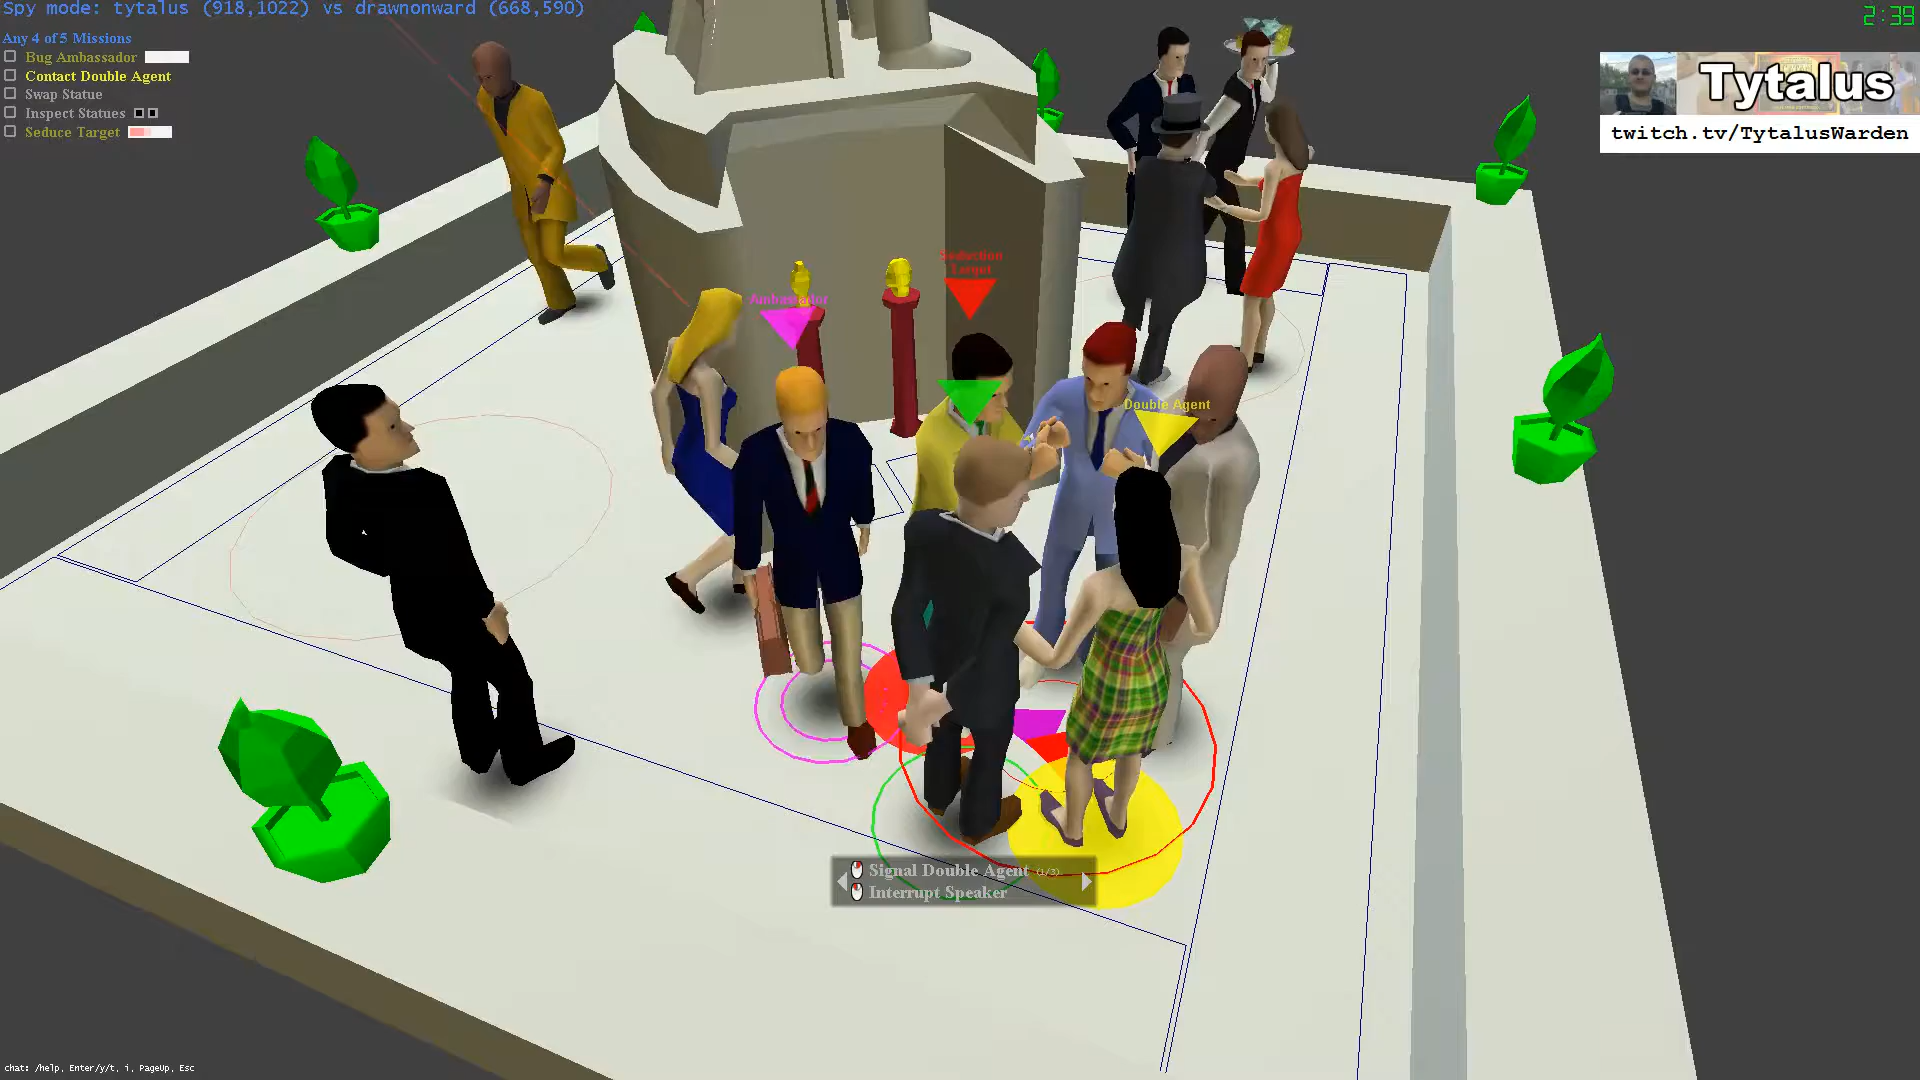 Spy mode: tytalus (918,1022) vs drawnonward (668,590)
2:39
Any 4 of 5 Missions
Bug Ambassador
Contact Double Agent
Swap Statue
Inspect Statues
Seduce Target
Tytalus
twitch.tv/TytalusWarden
Seduction
Target
Ambassador
Double Agent
Signal Double Agent (1/3)
Interrupt Speaker
chat: /help, Enter/y/t, i, PageUp, Esc